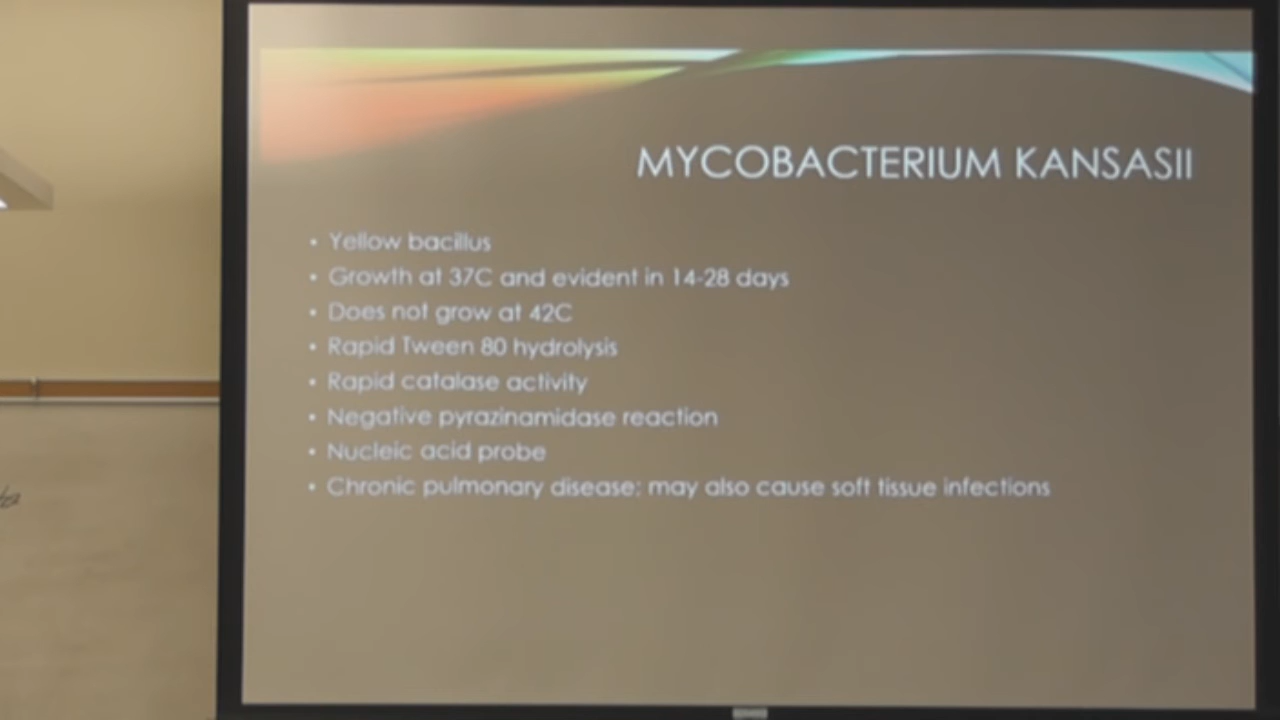 MYCOBACTERIUM KANSASII
• Yellow bacillus
• Growth at 37C and evident in 14-28 days
• Does not grow at 42C
• Rapid Tween 80 hydrolysis
• Rapid catalase activity
• Negative pyrazinamidase reaction
• Nucleic acid probe
• Chronic pulmonary disease; may also cause soft tissue infections